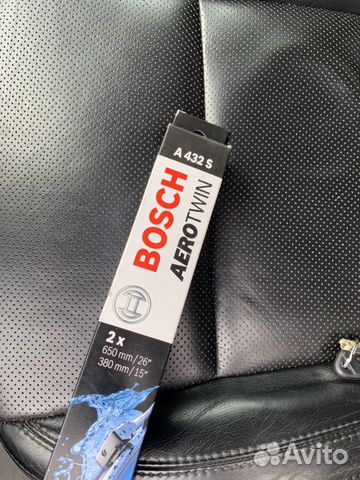 A 432 S
BOSCH
AEROTWIN
2 x
650 mm/26"
380 mm/15"
Avito